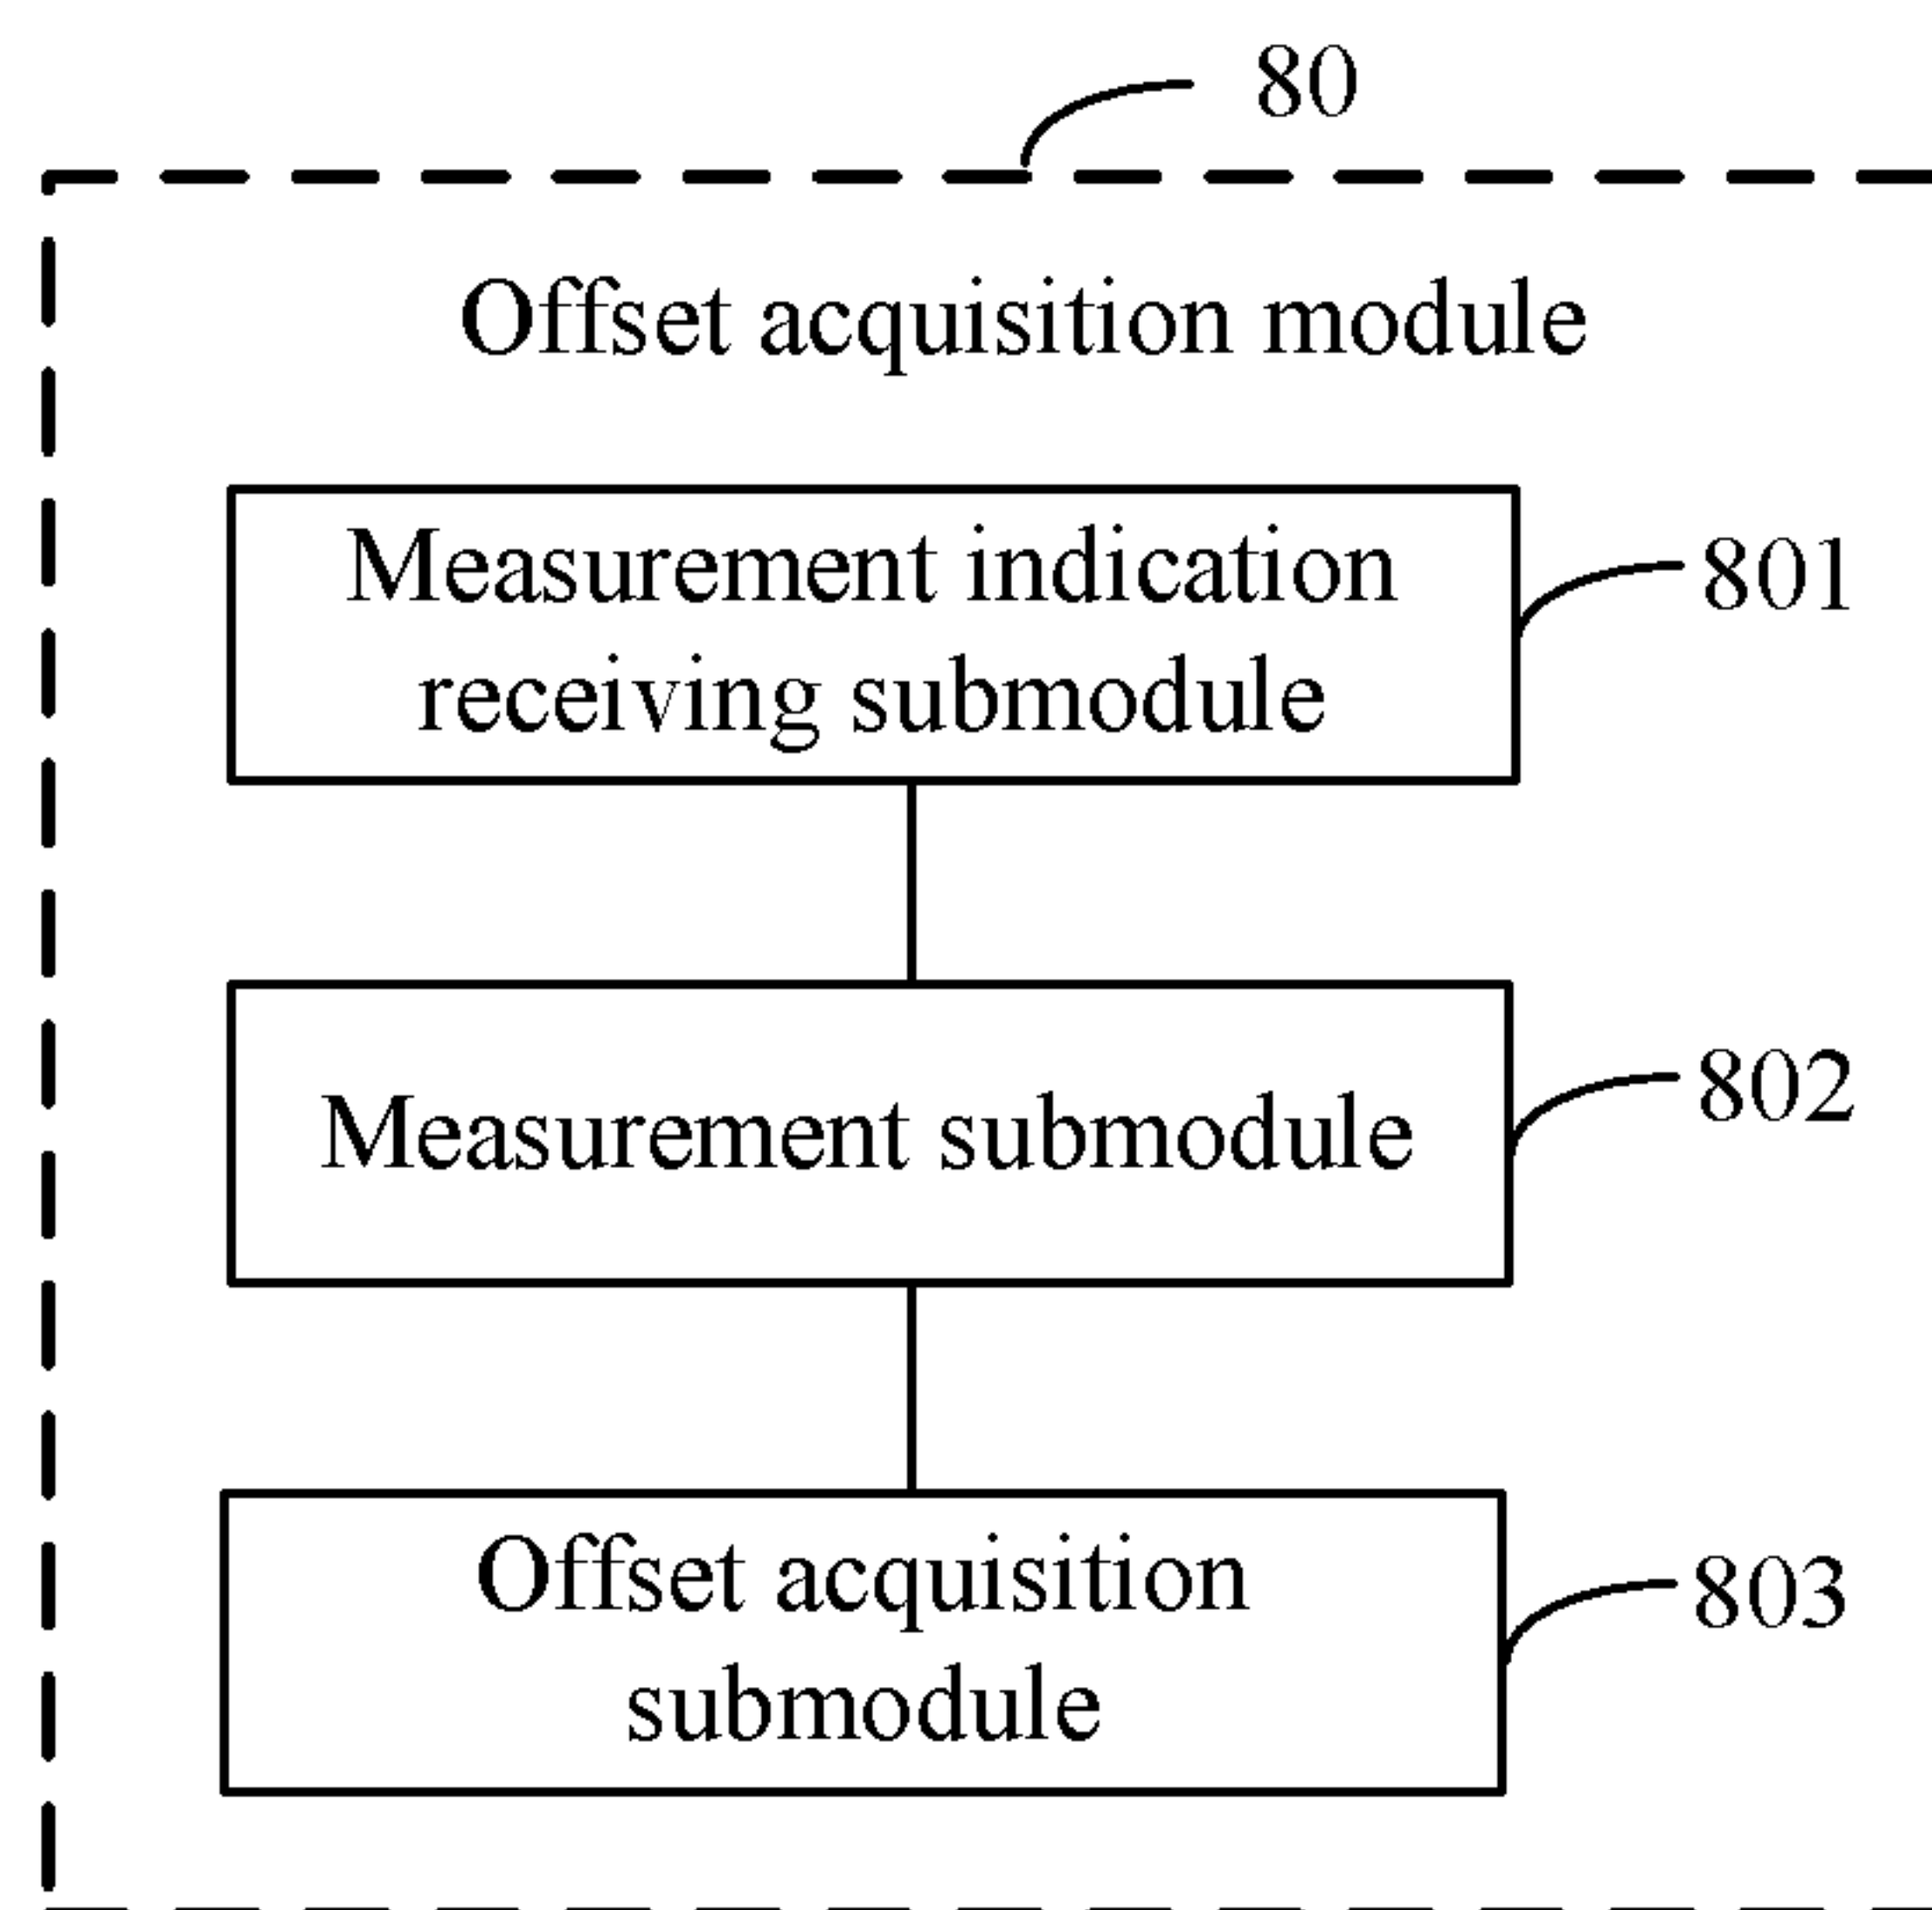 80
Offset acquisition module
Measurement indication
receiving submodule
801
Measurement submodule
802
Offset acquisition
submodule
803